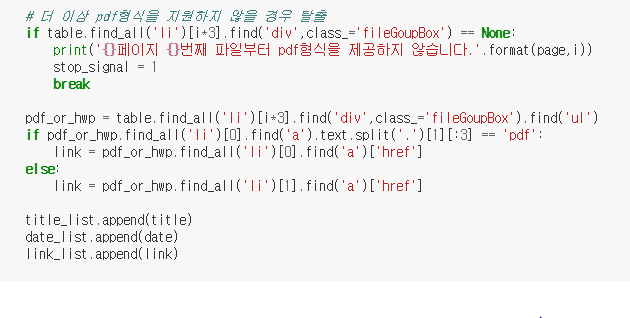 # 더 이상 pdf형식을 지원하지 않을 경우 탈출
if table.find_all('li')[i*3].find('div',class_='fileGoupBox') == None:
print('{}페이지 {}번째 파일부터 pdf형식을 제공하지 않습니다.'.format(page,i))
stop_signal = 1
break
pdf_or_hwp = table.find_all('li')[i*3].find('div',class_='fileGoupBox').find('ul')
if pdf_or_hwp.find_all('li')[0].find('a').text.split('.')[1][:3] == 'pdf':
link = pdf_or_hwp.find_all('li')[0].find('a')['href']
else:
link = pdf_or_hwp.find_all('li')[1].find('a')['href']
title_list.append(title)
date_list.append(date)
link_list.append(link)